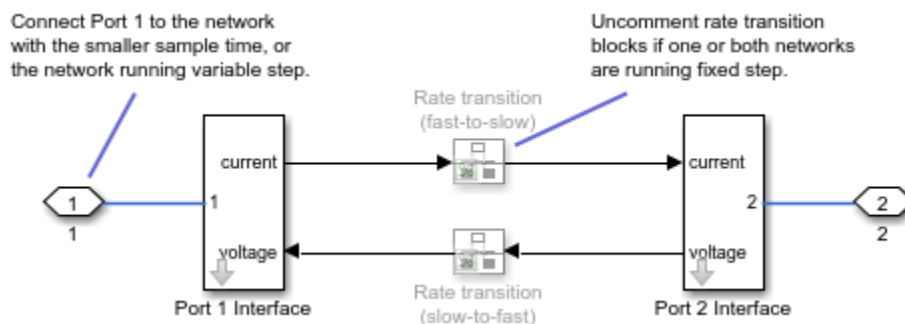 Connect Port 1 to the network
with the smaller sample time, or
the network running variable step.
Uncomment rate transition
blocks if one or both networks
are running fixed step.
Rate transition
(fast-to-slow)
current
current
1
1
1
2
2
2
voltage
voltage
Port 1 Interface
Rate transition
(slow-to-fast)
Port 2 Interface